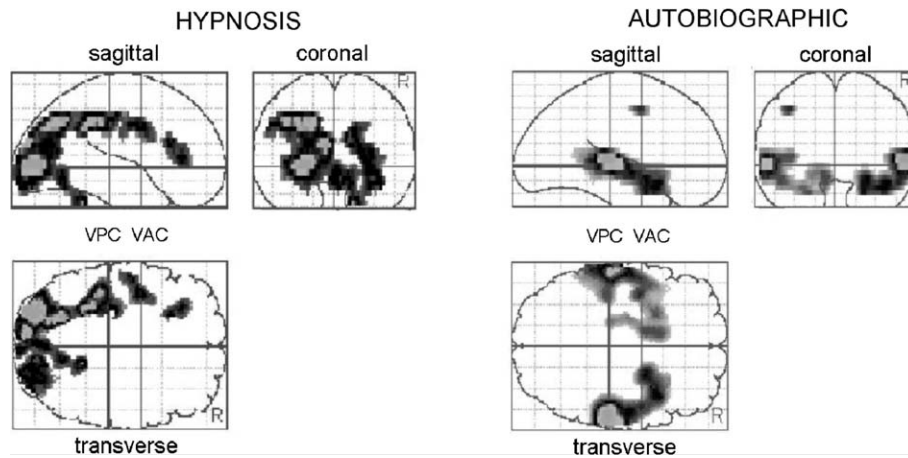 HYPNOSIS
sagittal coronal
R
VPC VAC
R
transverse
AUTOBIOGRAPHIC
sagittal coronal
R
VPC VAC
R
transverse